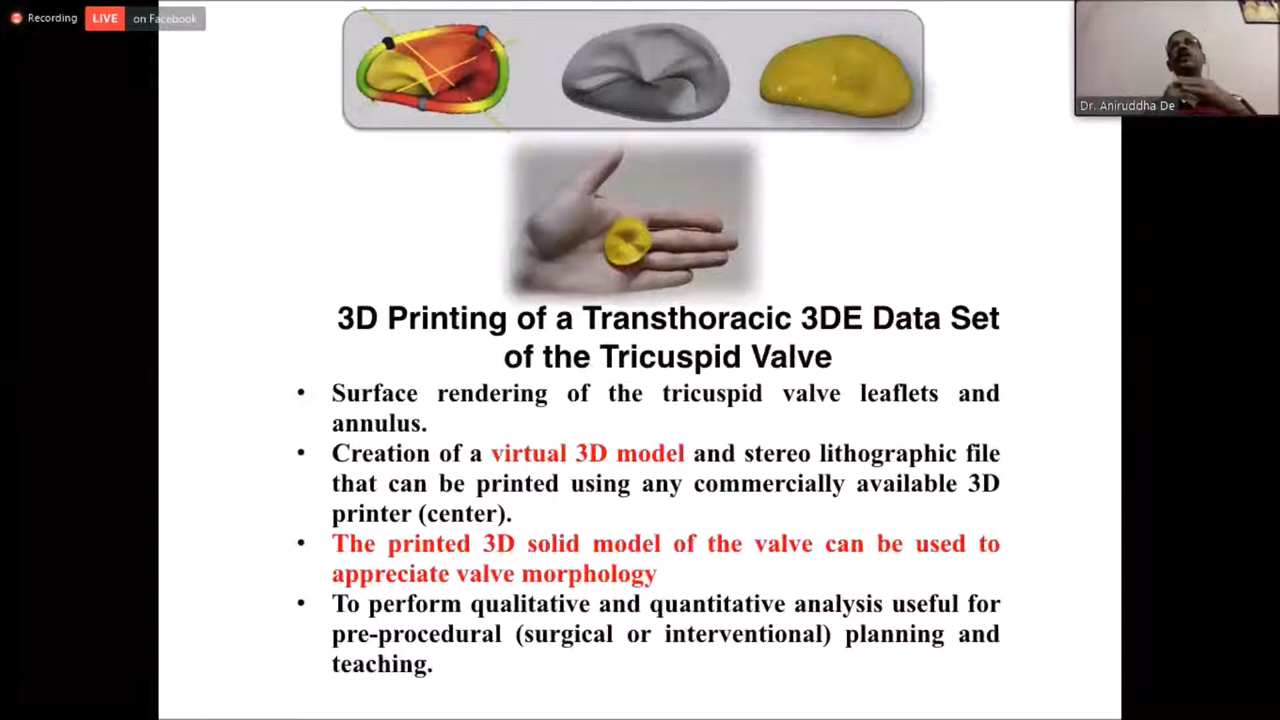 Recording
LIVE on Facebook
Dr. Aniruddha De
3D Printing of a Transthoracic 3DE Data Set
of the Tricuspid Valve
• Surface rendering of the tricuspid valve leaflets and
annulus.
• Creation of a virtual 3D model and stereo lithographic file
that can be printed using any commercially available 3D
printer (center).
• The printed 3D solid model of the valve can be used to
appreciate valve morphology
• To perform qualitative and quantitative analysis useful for
pre-procedural (surgical or interventional) planning and
teaching.